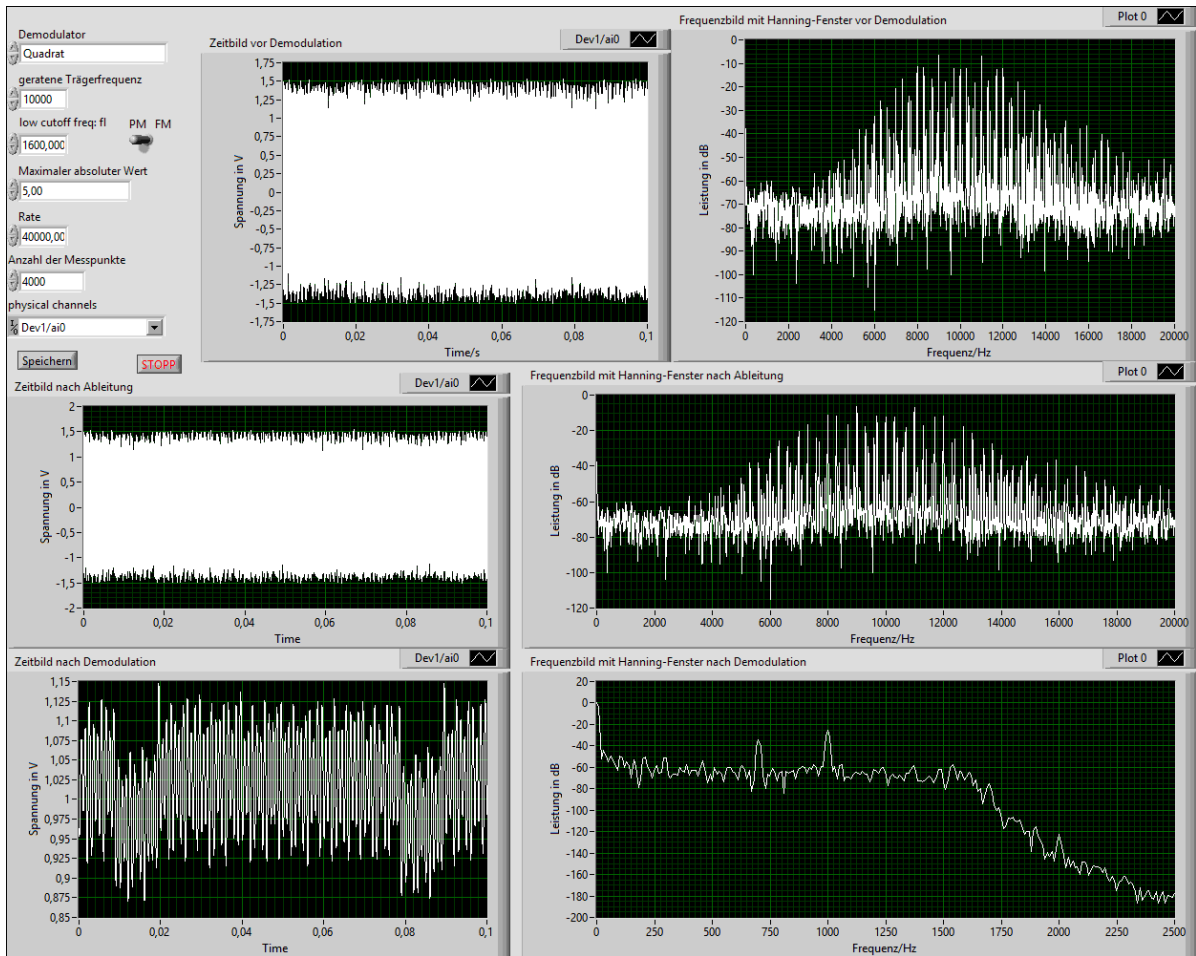 Demodulator
Quadrat
geratene Trägerfrequenz
10000
low cutoff freq: fl
PM FM
1600,000
Maximaler absoluter Wert
5,00
Rate
40000,00
Anzahl der Messpunkte
4000
physical channels
Dev1/ai0
Speichern
STOPP
Zeitbild vor Demodulation
Dev1/ai0
Spannung in V
1,75
1,5
1,25
1
0,75
0,5
0,25
0
-0,25
-0,5
-0,75
-1
-1,25
-1,5
-1,75
0 0,02 0,04 0,06 0,08 0,1
Time/s
Frequenzbild mit Hanning-Fenster vor Demodulation
Plot 0
Leistung in dB
0
-10
-20
-30
-40
-50
-60
-70
-80
-90
-100
-110
-120
0 2000 4000 6000 8000 10000 12000 14000 16000 18000 20000
Frequenz/Hz
Zeitbild nach Ableitung
Dev1/ai0
Spannung in V
2
1,5
1
0,5
0
-0,5
-1
-1,5
-2
0 0,02 0,04 0,06 0,08 0,1
Time
Frequenzbild mit Hanning-Fenster nach Ableitung
Plot 0
Leistung in dB
0
-20
-40
-60
-80
-100
-120
0 2000 4000 6000 8000 10000 12000 14000 16000 18000 20000
Frequenz/Hz
Zeitbild nach Demodulation
Dev1/ai0
Spannung in V
1,15
1,125
1,1
1,075
1,05
1,025
1
0,975
0,95
0,925
0,9
0,875
0,85
0 0,02 0,04 0,06 0,08 0,1
Time
Frequenzbild mit Hanning-Fenster nach Demodulation
Plot 0
Leistung in dB
20
0
-20
-40
-60
-80
-100
-120
-140
-160
-180
-200
0 250 500 750 1000 1250 1500 1750 2000 2250 2500
Frequenz/Hz